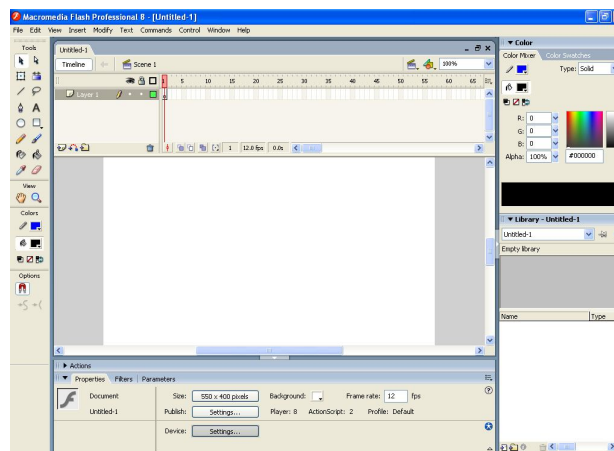 Macromedia Flash Professional 8 - [Untitled-1]
File Edit View Insert Modify Text Commands Control Window Help
Tools
View
Colors
Options
Untitled-1
Timeline Scene 1 100%
1 5 10 15 20 25 30 35 40 45 50 55 60 65
Layer 1
1 12.0 fps 0.0s
Actions
Properties Filters Parameters
Document Size: 550 x 400 pixels Background: Frame rate: 12 fps
Untitled-1 Publish: Settings... Player: 8 ActionScript: 2 Profile: Default
Device: Settings...
Color
Color Mixer Color Swatches
Type: Solid
R: 0
G: 0
B: 0
Alpha: 100% #000000
Library - Untitled-1
Untitled-1
Empty library
Name Type